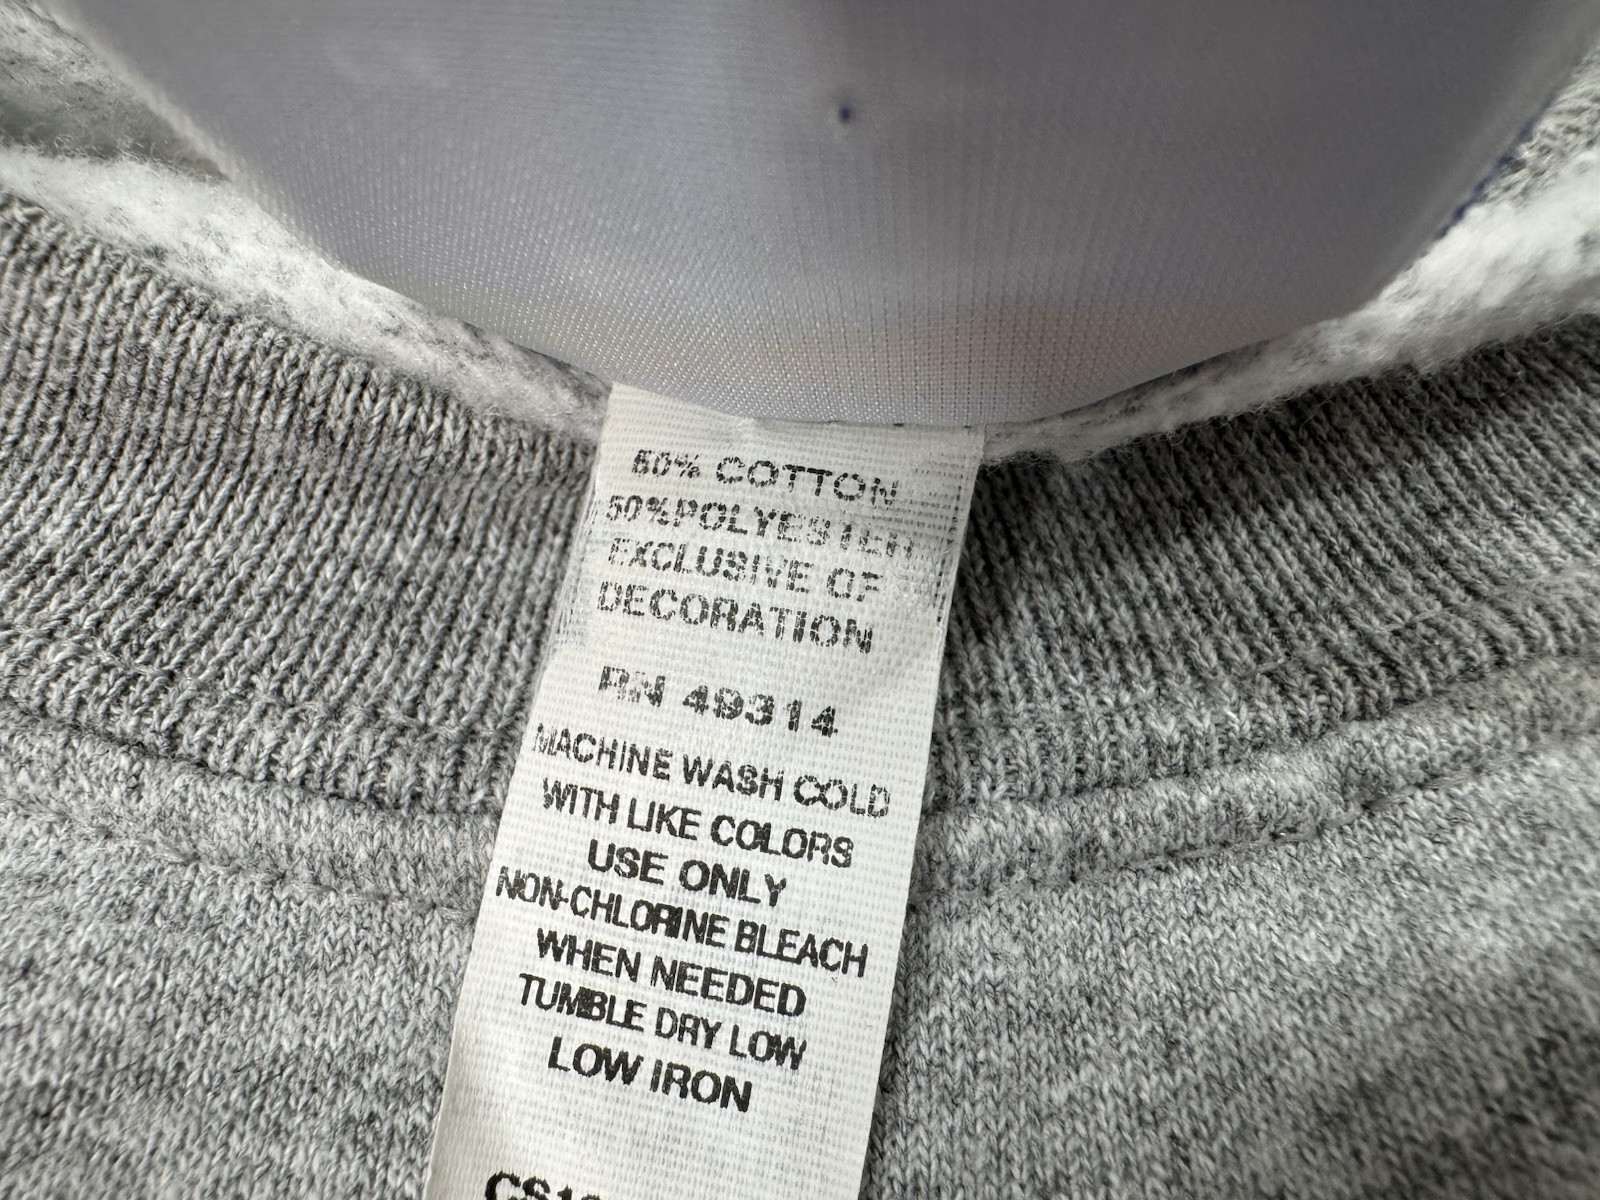 50% COTTON
50%POLYESTER
EXCLUSIVE OF
DECORATION
RN 49314
MACHINE WASH COLD
WITH LIKE COLORS
USE ONLY
NON-CHLORINE BLEACH
WHEN NEEDED
TUMBLE DRY LOW
LOW IRON